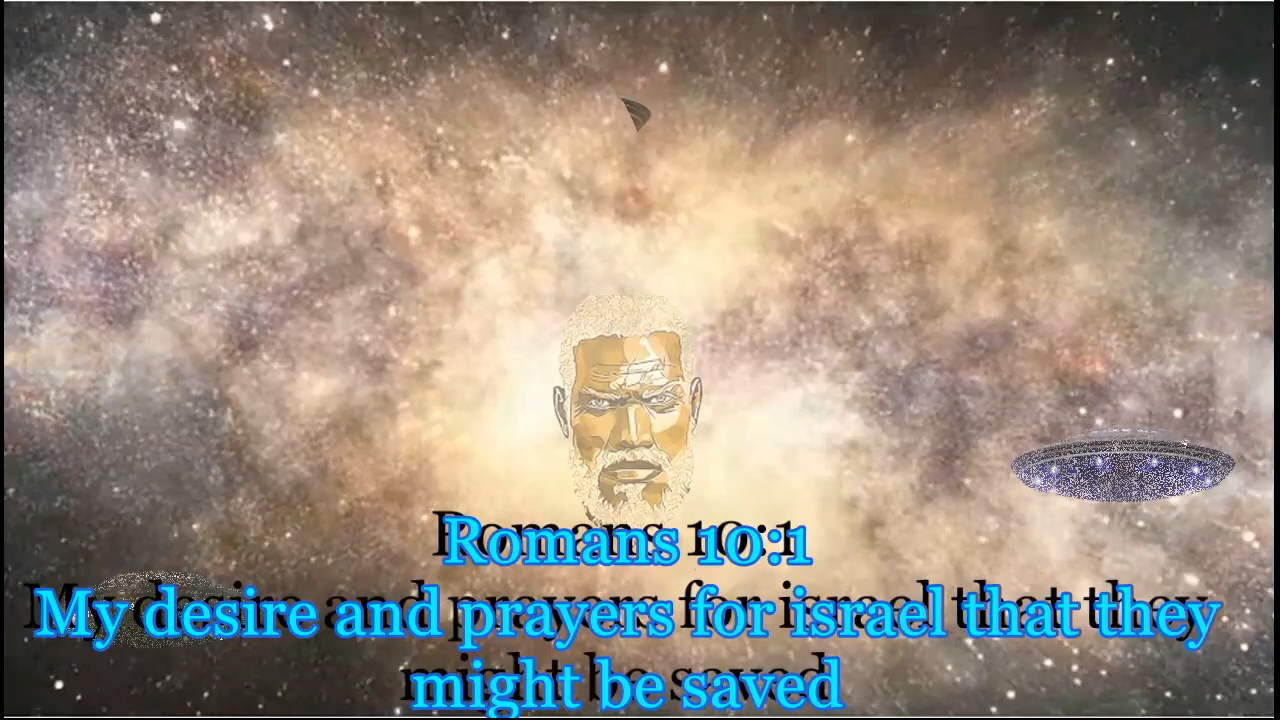 Romans 10:1
My desire and prayers for israel that they
might be saved